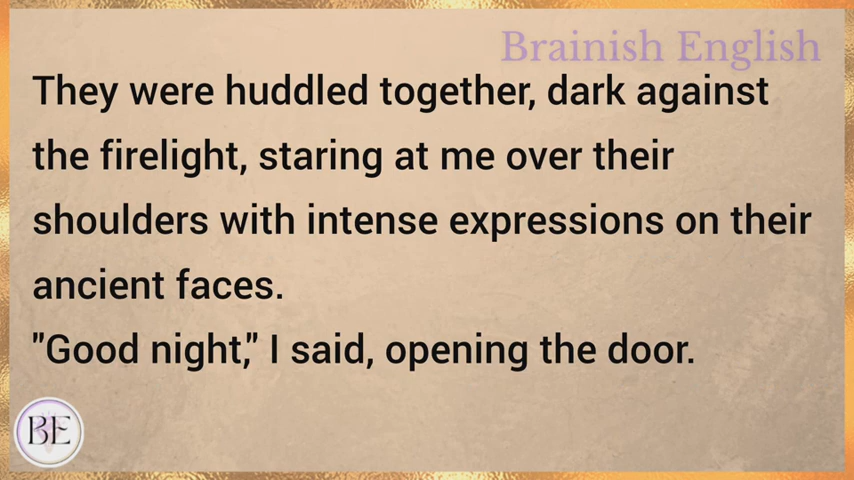 Brainish English
They were huddled together, dark against
the firelight, staring at me over their
shoulders with intense expressions on their
ancient faces.
"Good night," I said, opening the door.
BE